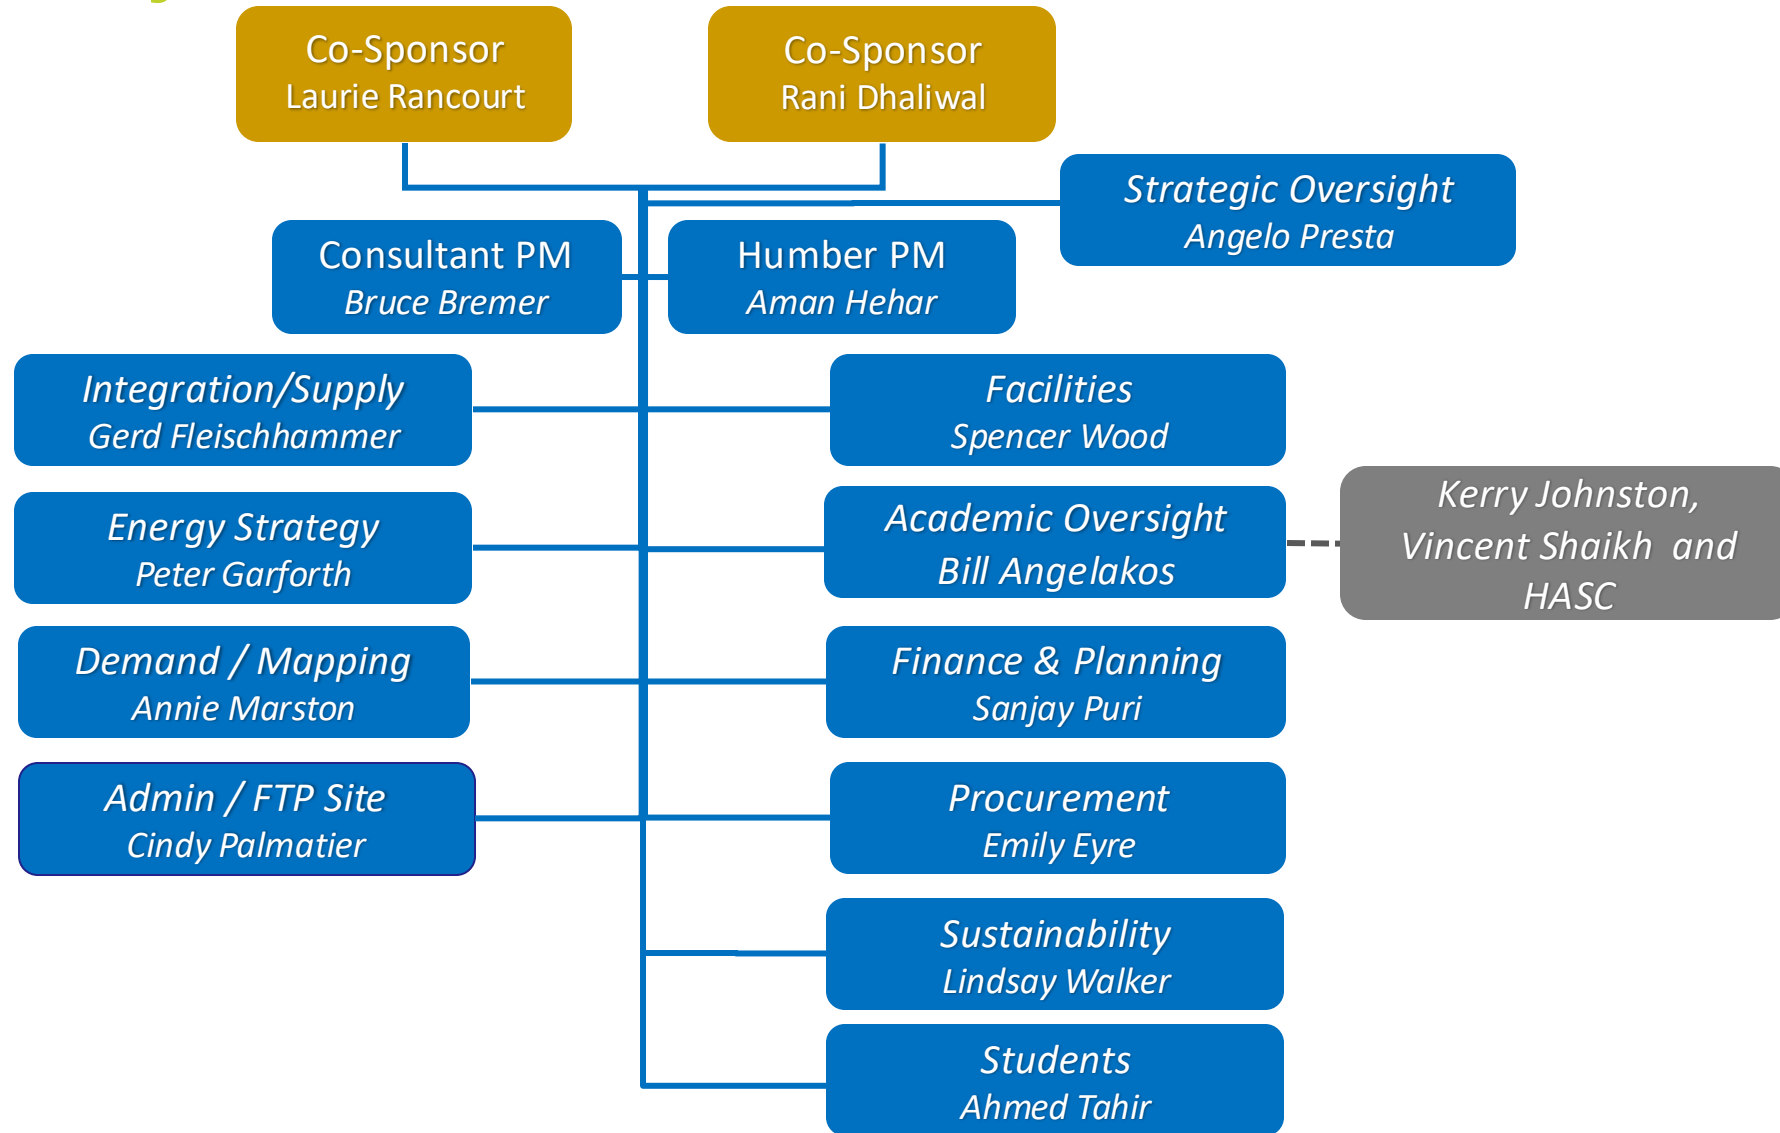 Co-Sponsor
Laurie Rancourt
Co-Sponsor
Rani Dhaliwal
Strategic Oversight
Angelo Presta
Consultant PM
Bruce Bremer
Humber PM
Aman Hehar
Integration/Supply
Gerd Fleischhammer
Facilities
Spencer Wood
Energy Strategy
Peter Garforth
Academic Oversight
Bill Angelakos
Kerry Johnston,
Vincent Shaikh and
HASC
Demand / Mapping
Annie Marston
Finance & Planning
Sanjay Puri
Admin / FTP Site
Cindy Palmatier
Procurement
Emily Eyre
Sustainability
Lindsay Walker
Students
Ahmed Tahir